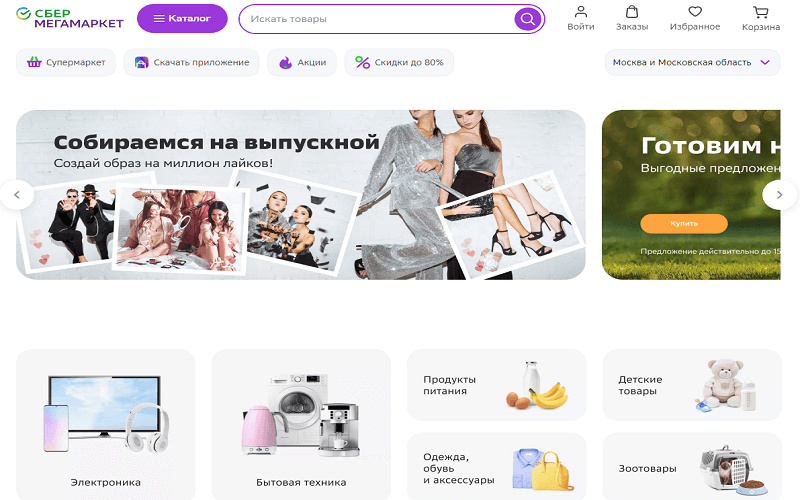 СБЕР
МЕГАМАРКЕТ
Каталог
Искать товары
Войти
Заказы
Избранное
Корзина
Супермаркет
Скачать приложение
Акции
Скидки до 80%
Москва и Московская область
Собираемся на выпускной
Создай образ на миллион лайков!
Готовим н
Выгодные предложен
Купить
Предложение действительно до 15
Электроника
Бытовая техника
Продукты
питания
Детские
товары
Одежда,
обувь
и аксессуары
Зоотовары